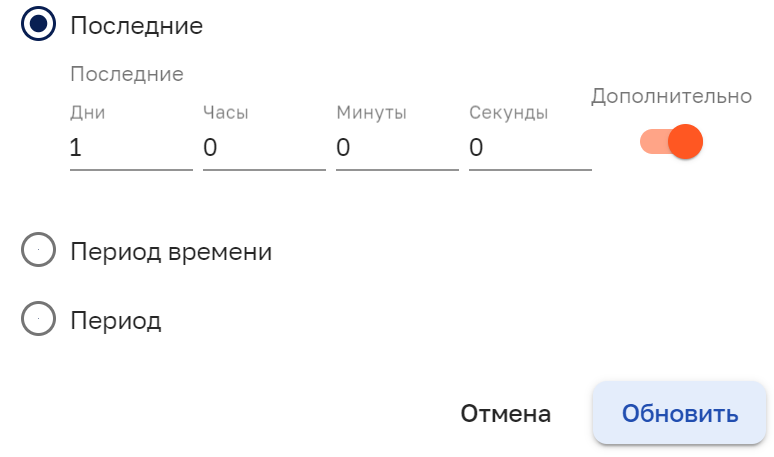 Последние
Последние
Дополнительно
Дни Часы Минуты Секунды
1 0 0 0
Период времени
Период
Отмена Обновить